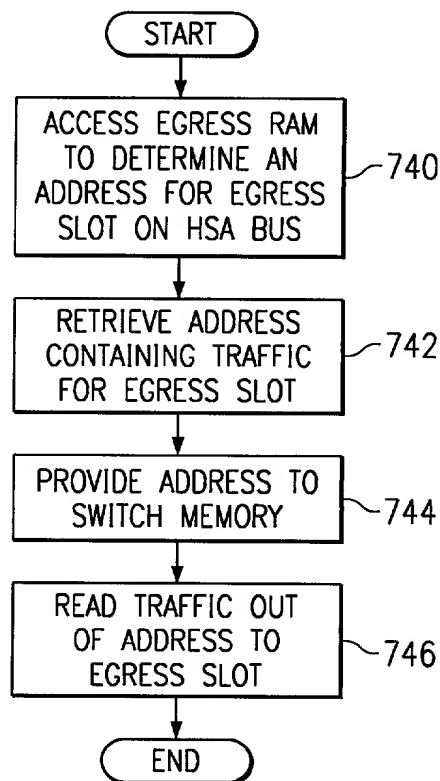 START
ACCESS EGRESS RAM
TO DETERMINE AN
ADDRESS FOR EGRESS
SLOT ON HSA BUS
740
RETRIEVE ADDRESS
CONTAINING TRAFFIC
FOR EGRESS SLOT
742
PROVIDE ADDRESS TO
SWITCH MEMORY
744
READ TRAFFIC OUT
OF ADDRESS TO
EGRESS SLOT
746
END